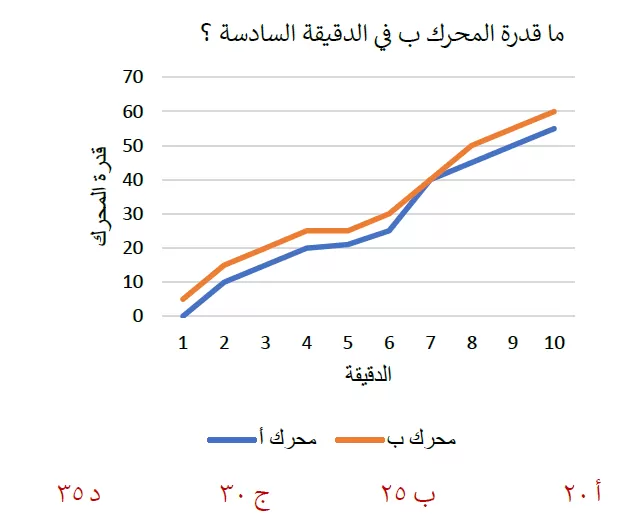 ما قدرة المحرك ب في الدقيقة السادسة ؟
70
60
50
40
30
20
10
0
قدرة المحرك
1 2 3 4 5 6 7 8 9 10
الدقيقة
محرك أ محرك ب
أ ٢٠ ب ٢٥ ج ٣٠ د ٣٥